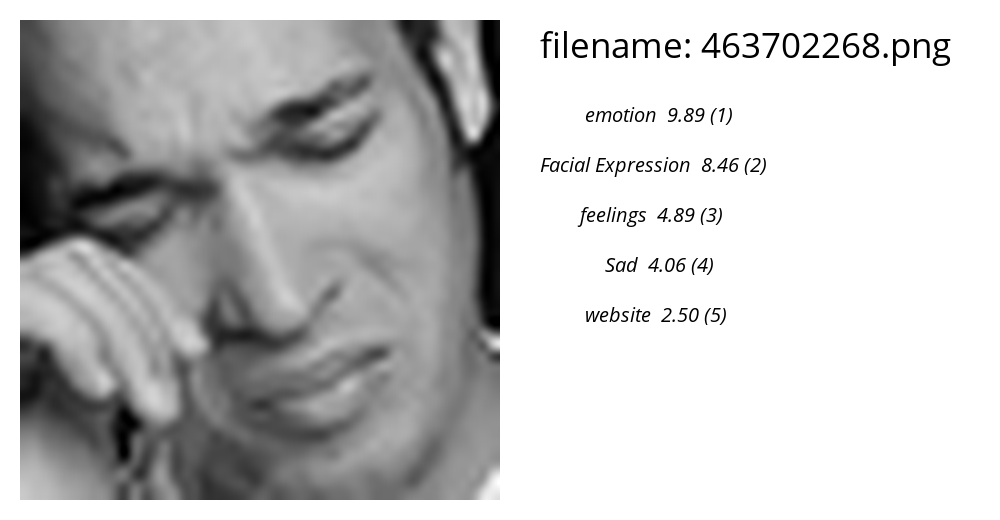 filename: 463702268.png
emotion 9.89 (1)
Facial Expression 8.46 (2)
feelings 4.89 (3)
Sad 4.06 (4)
website 2.50 (5)